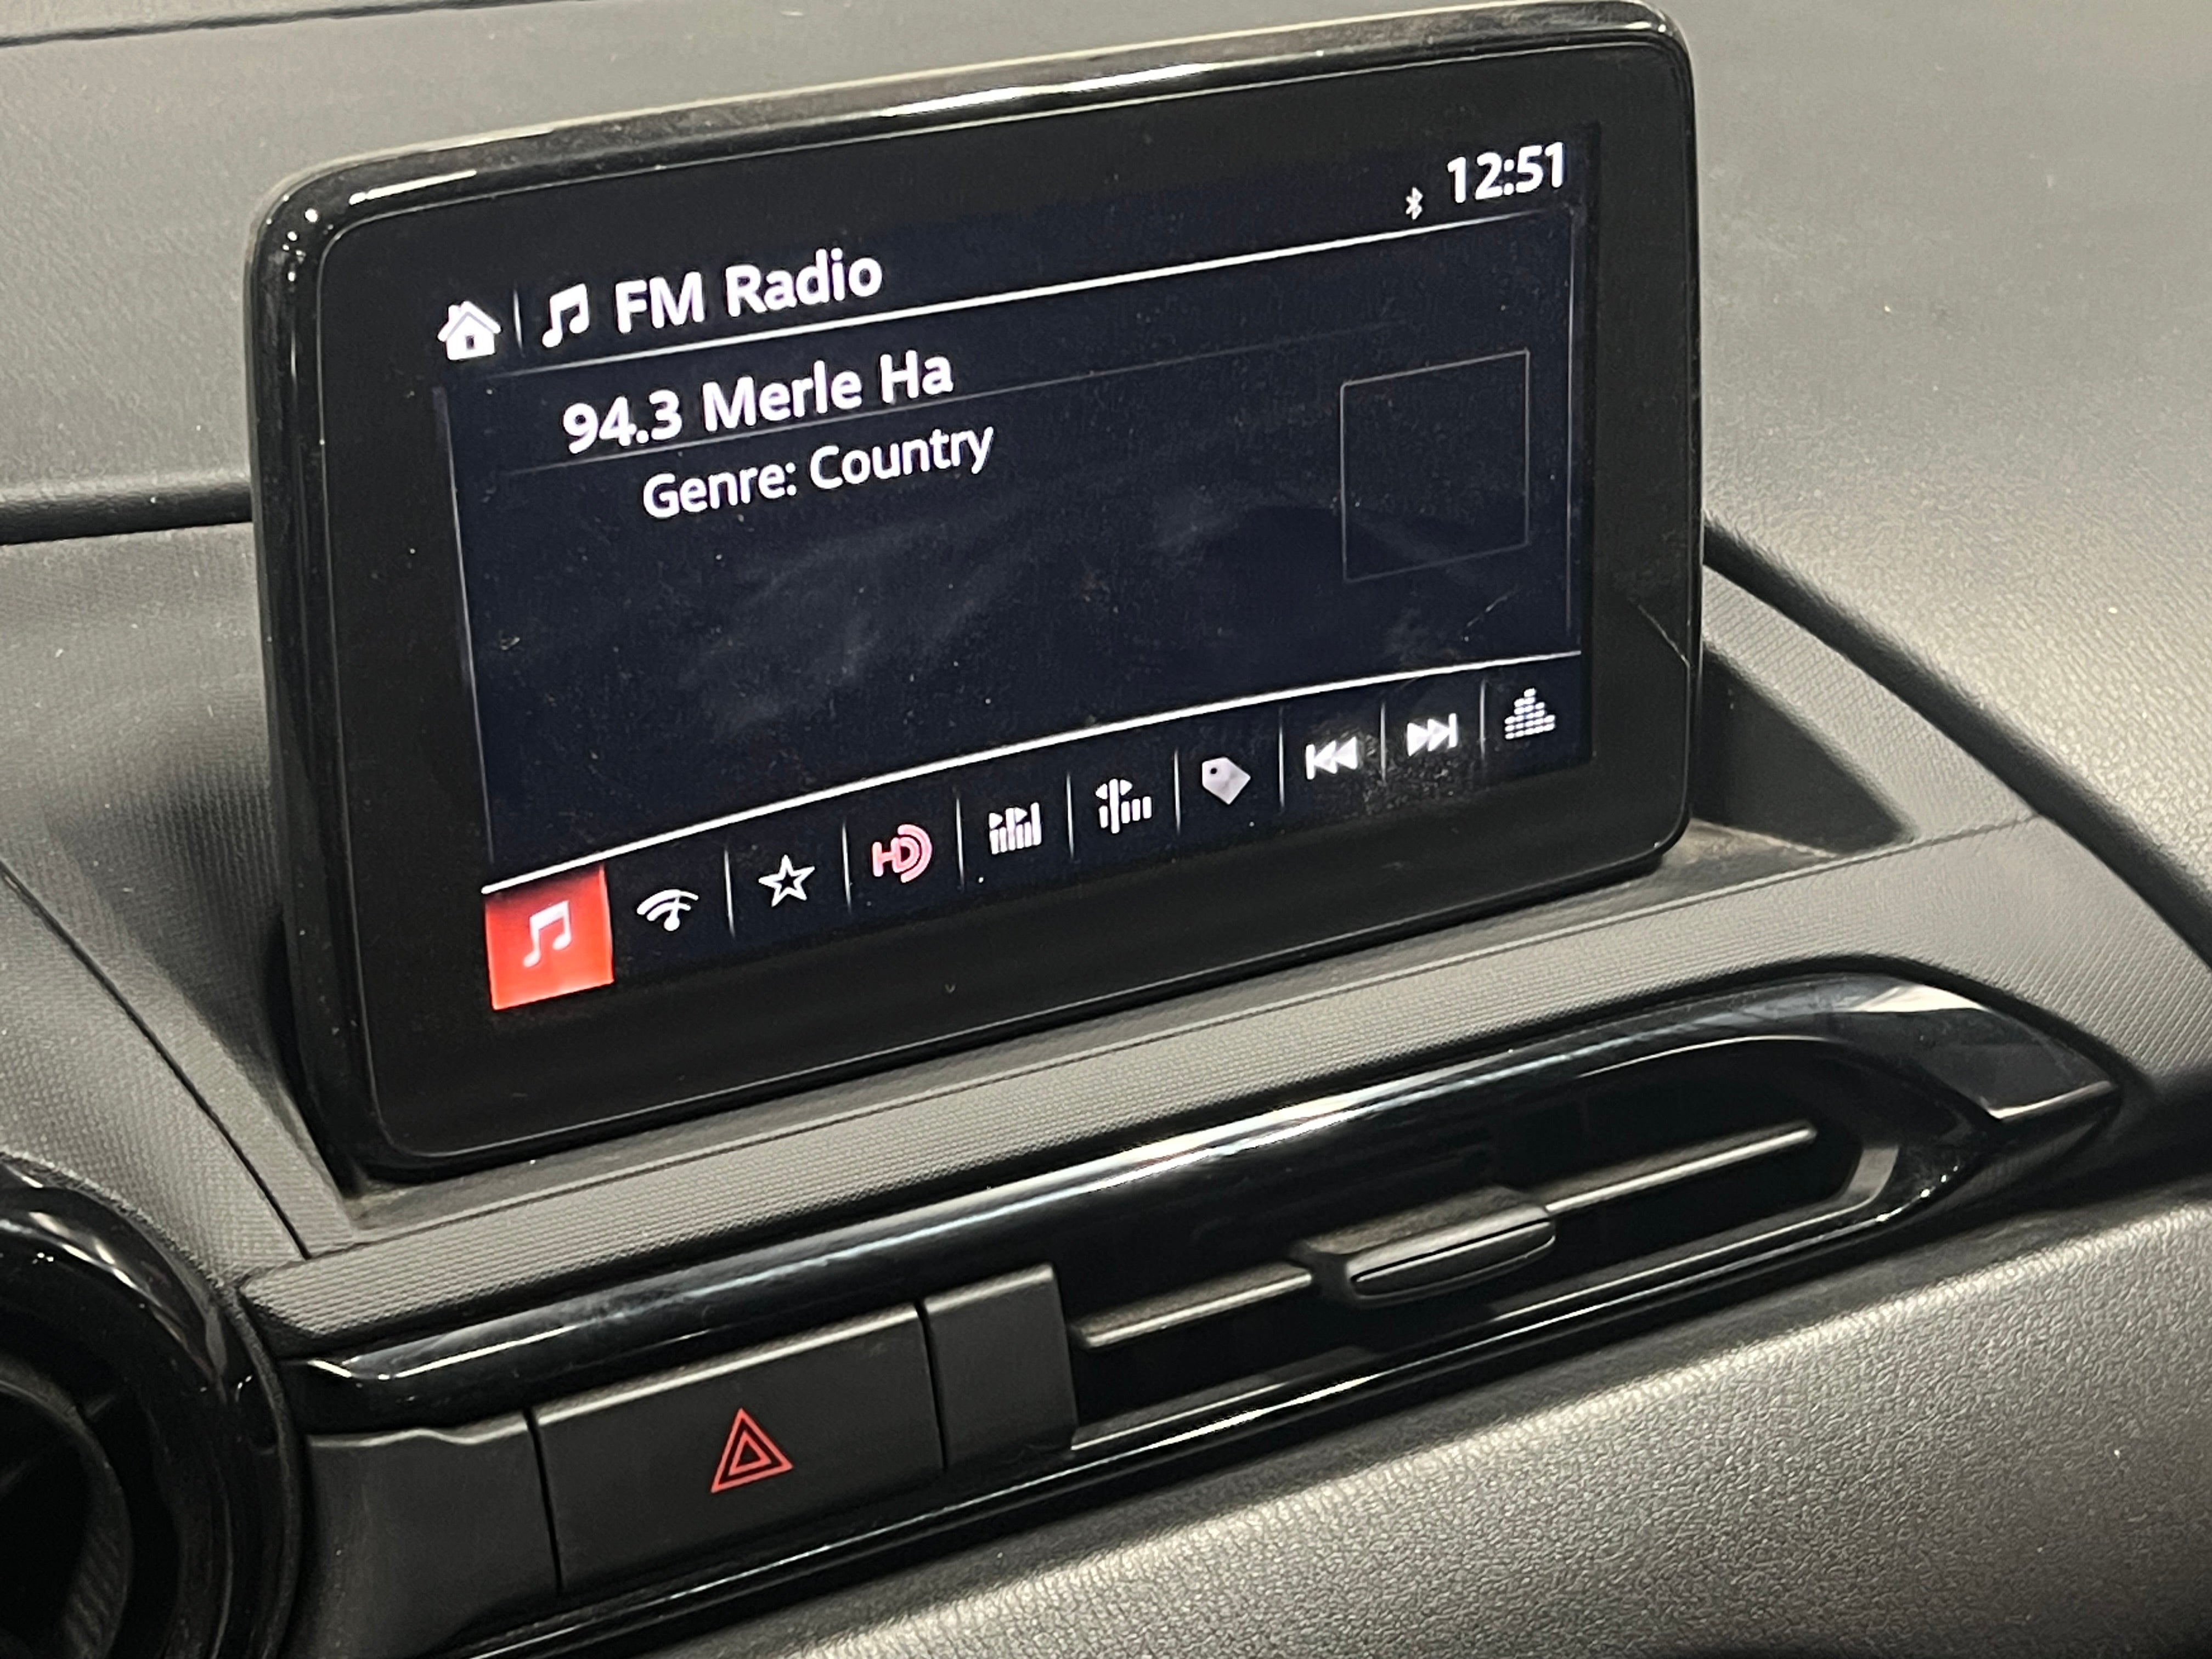 12:51
FM Radio
94.3 Merle Ha
Genre: Country
HD